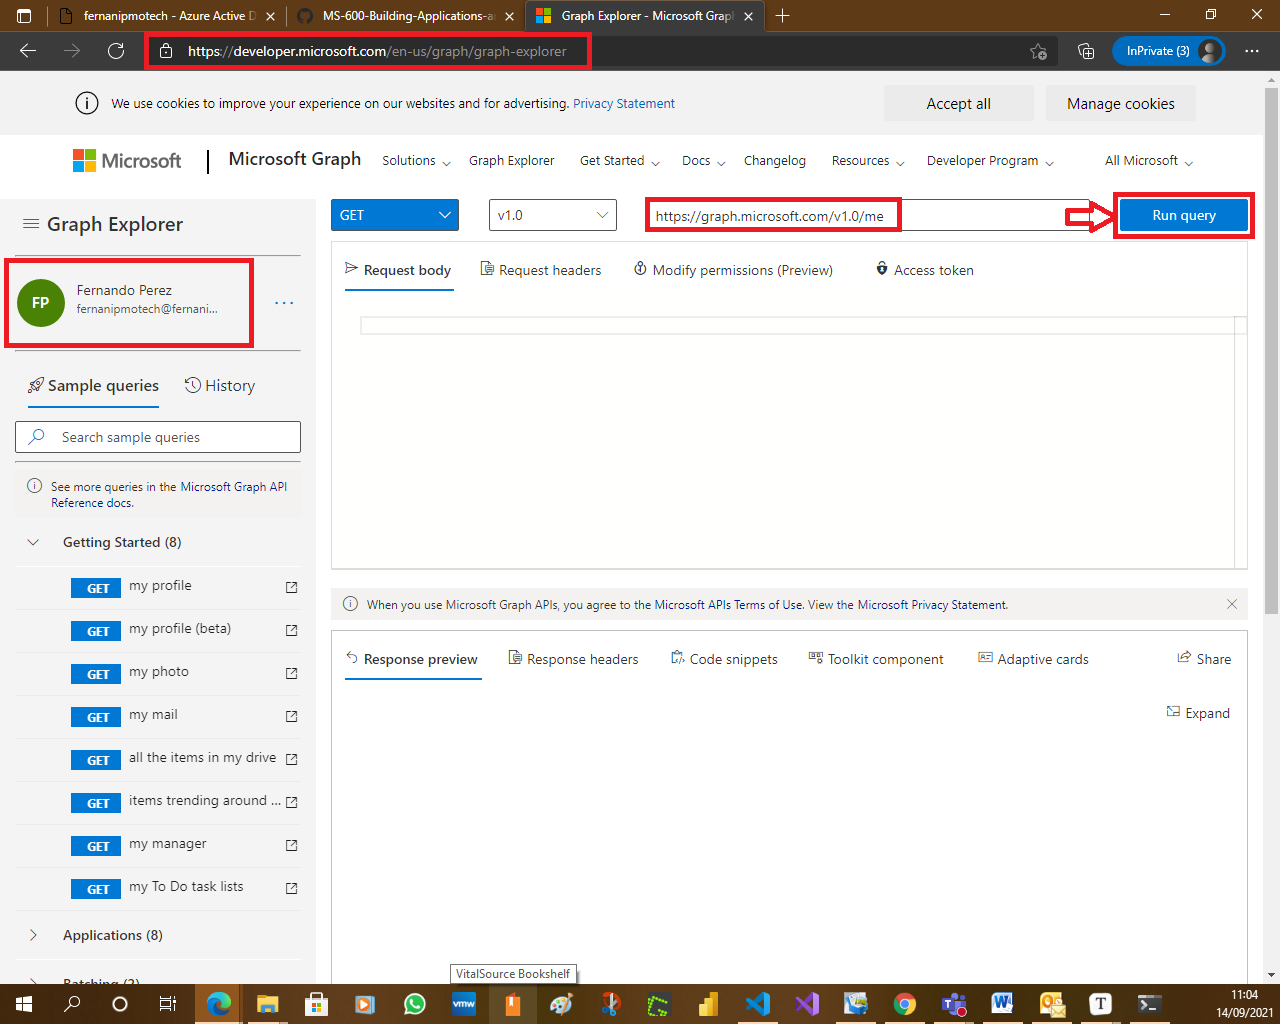 fernanipmotech - Azure Active D
MS-600-Building-Applications-a
Graph Explorer - Microsoft Grap
https://developer.microsoft.com/en-us/graph/graph-explorer
InPrivate (3)
We use cookies to improve your experience on our websites and for advertising. Privacy Statement
Accept all
Manage cookies
Microsoft
Microsoft Graph
Solutions
Graph Explorer
Get Started
Docs
Changelog
Resources
Developer Program
All Microsoft
Graph Explorer
GET
v1.0
https://graph.microsoft.com/v1.0/me
Run query
FP
Fernando Perez
fernanipmotech@fernani...
Request body
Request headers
Modify permissions (Preview)
Access token
Sample queries
History
Search sample queries
See more queries in the Microsoft Graph API
Reference docs.
Getting Started (8)
GET my profile
GET my profile (beta)
GET my photo
GET my mail
GET all the items in my drive
GET items trending around ...
GET my manager
GET my To Do task lists
Applications (8)
Batching (2)
When you use Microsoft Graph APIs, you agree to the Microsoft APIs Terms of Use. View the Microsoft Privacy Statement.
Response preview
Response headers
Code snippets
Toolkit component
Adaptive cards
Share
Expand
VitalSource Bookshelf
vmw
11:04
14/09/2021